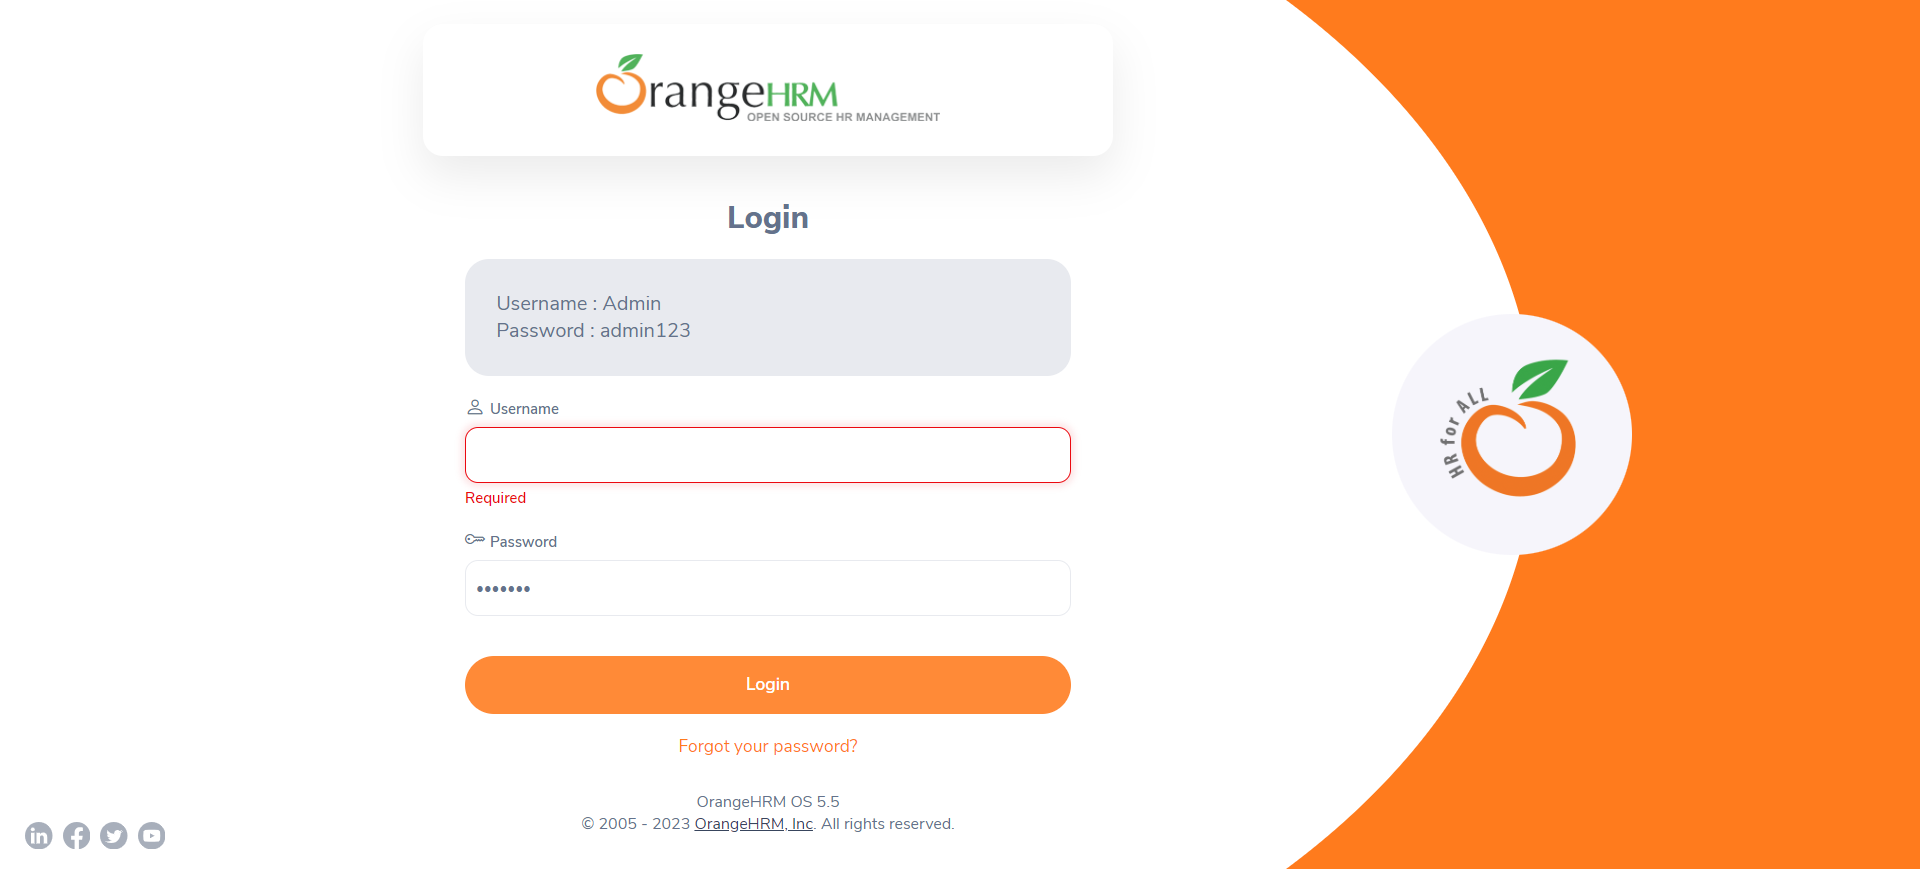 OrangeHRM
OPEN SOURCE HR MANAGEMENT
Login
Username : Admin
Password : admin123
Username
Required
Password
•••••••
Login
Forgot your password?
OrangeHRM OS 5.5
© 2005 - 2023 OrangeHRM, Inc. All rights reserved.
HR for ALL